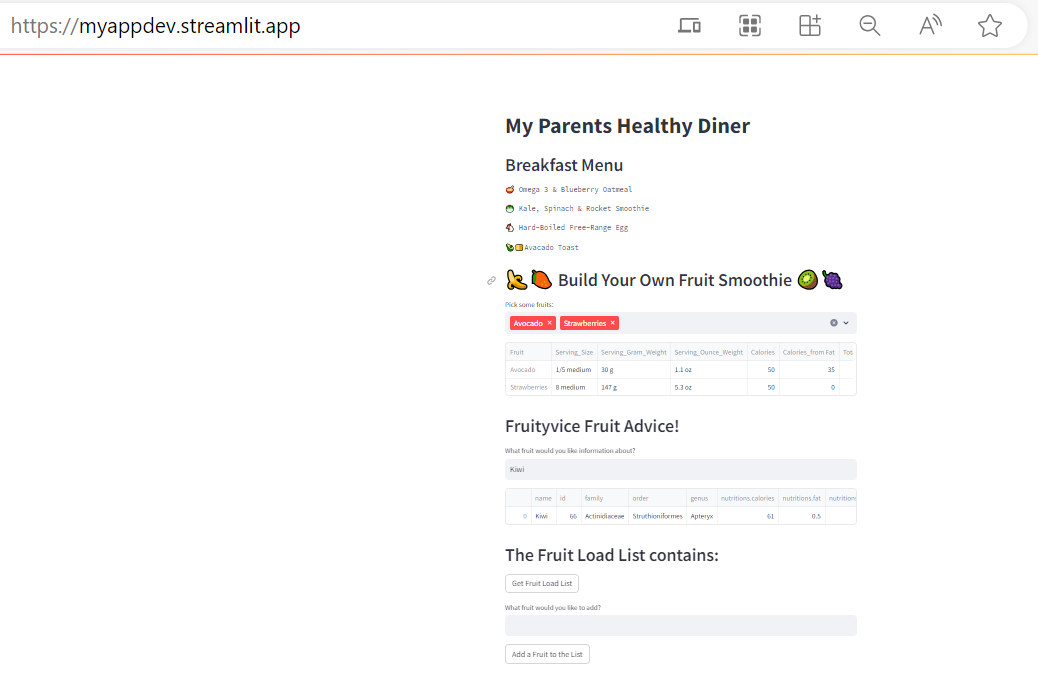 https://myappdev.streamlit.app
My Parents Healthy Diner
Breakfast Menu
Omega 3 & Blueberry Oatmeal
Kale, Spinach & Rocket Smoothie
Hard-Boiled Free-Range Egg
Avacado Toast
Build Your Own Fruit Smoothie
Pick some fruits:
Avocado × Strawberries ×
Fruit Serving_Size Serving_Gram_Weight Serving_Ounce_Weight Calories Calories_from Fat Tot
Avocado 1/5 medium 30 g 1.1 oz 50 35
Strawberries 8 medium 147 g 5.3 oz 50 0
Fruityvice Fruit Advice!
What fruit would you like information about?
Kiwi
name id family order genus nutritions.calories nutritions.fat nutritions
0 Kiwi 66 Actinidiaceae Struthioniformes Apteryx 61 0.5
The Fruit Load List contains:
Get Fruit Load List
What fruit would you like to add?
Add a Fruit to the List